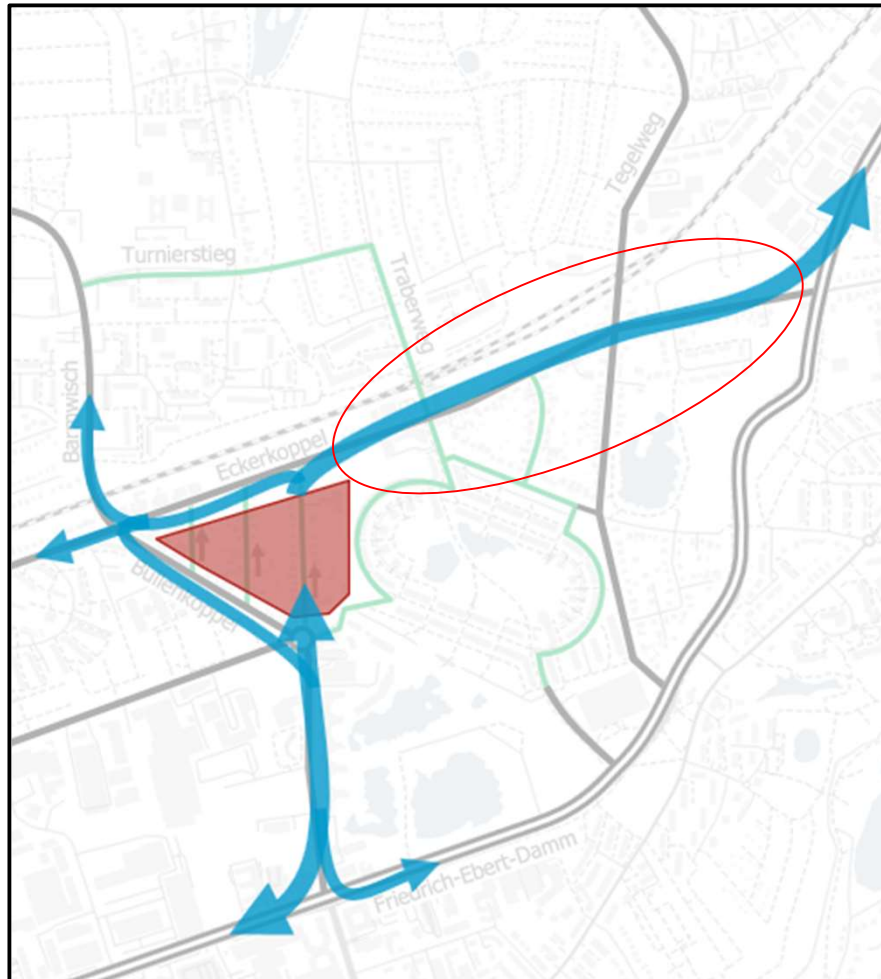 Tegelweg
Turnierstieg
Traberweg
Barmwisch
Eckerkoppel
Bullenkoppel
Friedrich-Ebert-Damm